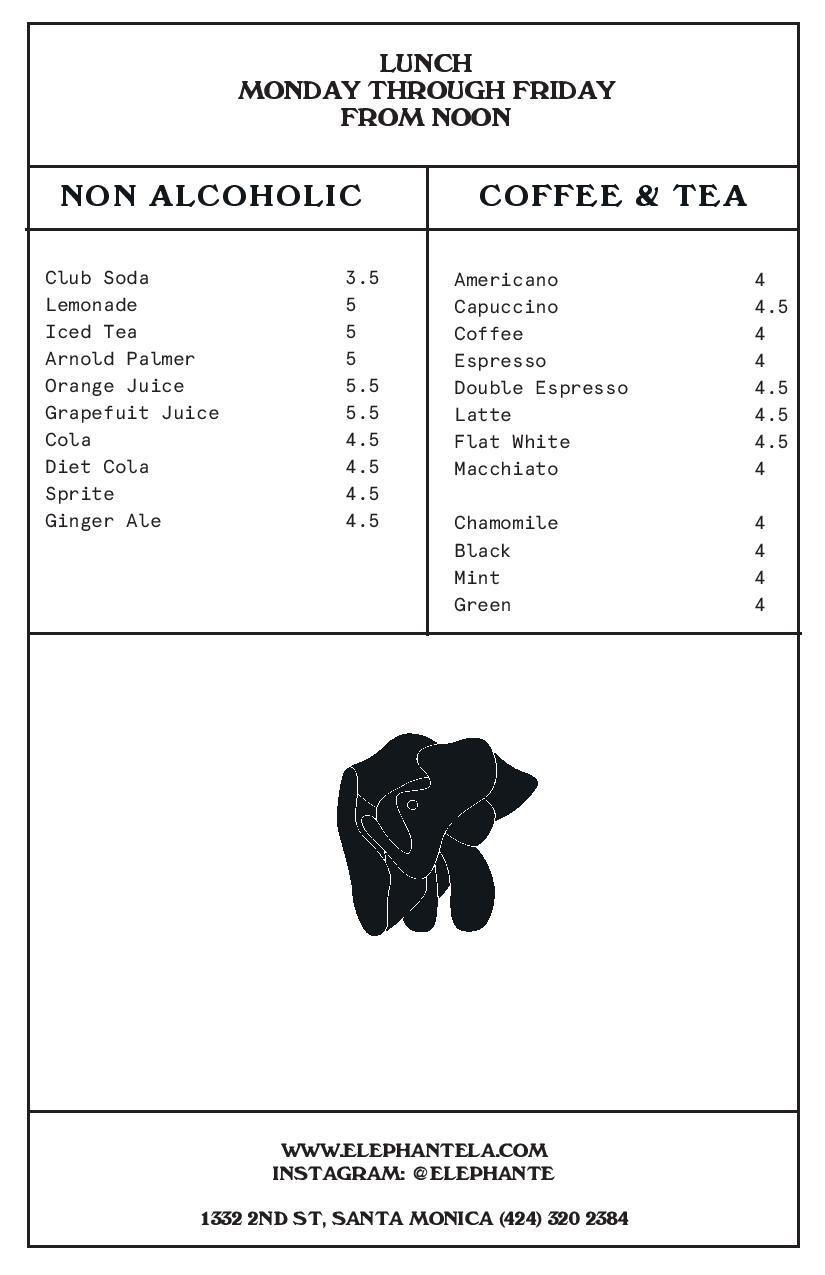 LUNCH
MONDAY THROUGH FRIDAY
FROM NOON
NON ALCOHOLIC
Club Soda 3.5
Lemonade 5
Iced Tea 5
Arnold Palmer 5
Orange Juice 5.5
Grapefuit Juice 5.5
Cola 4.5
Diet Cola 4.5
Sprite 4.5
Ginger Ale 4.5
COFFEE & TEA
Americano 4
Capuccino 4.5
Coffee 4
Espresso 4
Double Espresso 4.5
Latte 4.5
Flat White 4.5
Macchiato 4
Chamomile 4
Black 4
Mint 4
Green 4
WWW.ELEPHANTELA.COM
INSTAGRAM: @ELEPHANTE
1332 2ND ST, SANTA MONICA (424) 320 2384